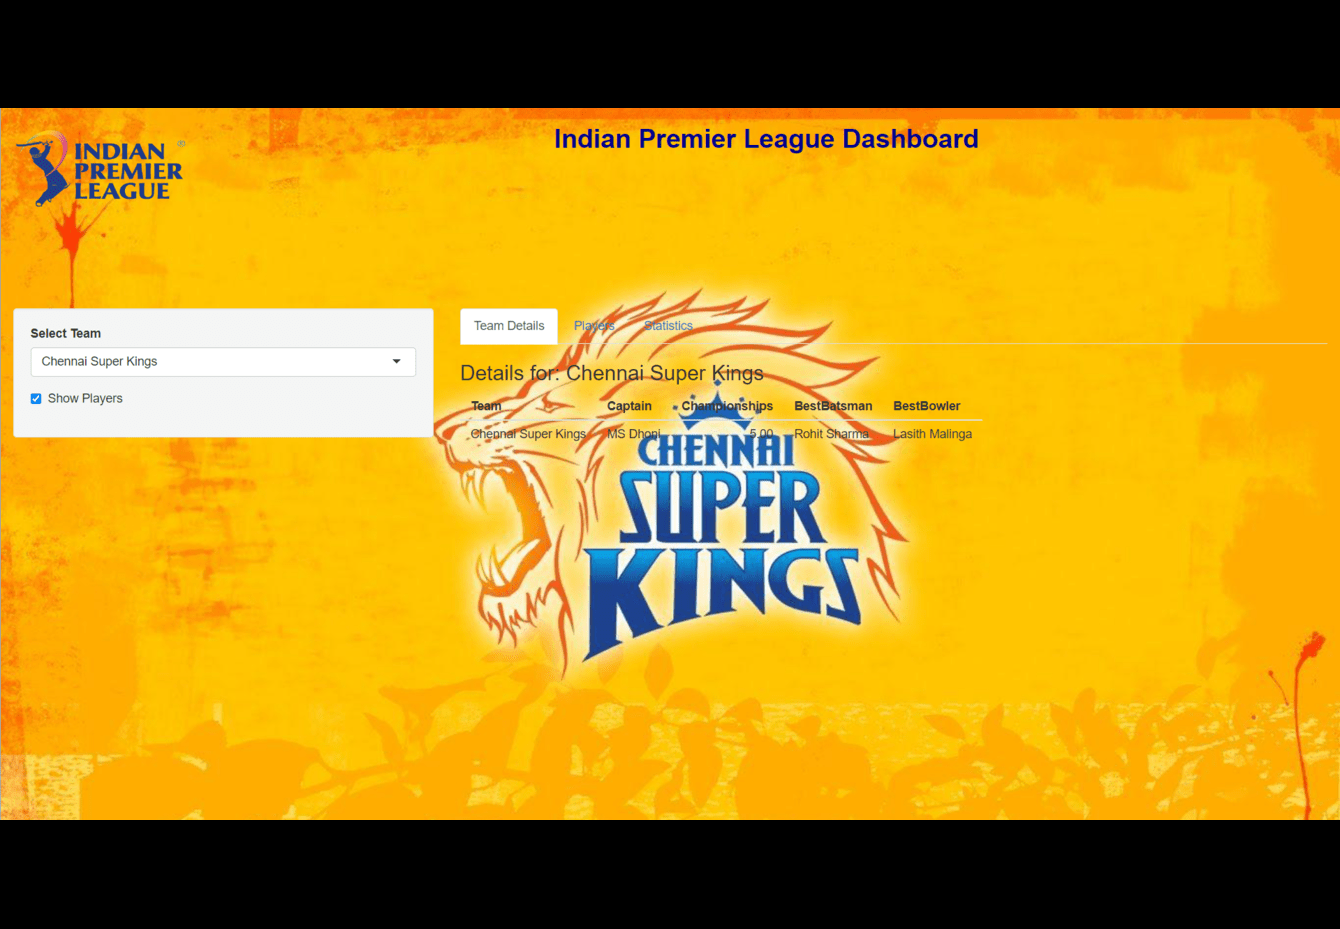 INDIAN
PREMIER
LEAGUE
Indian Premier League Dashboard
Select Team
Chennai Super Kings
Show Players
Team Details Players Statistics
Details for: Chennai Super Kings
Team Captain Championships BestBatsman BestBowler
Chennai Super Kings MS Dhoni 5.00 Rohit Sharma Lasith Malinga
CHENNAI
SUPER
KINGS